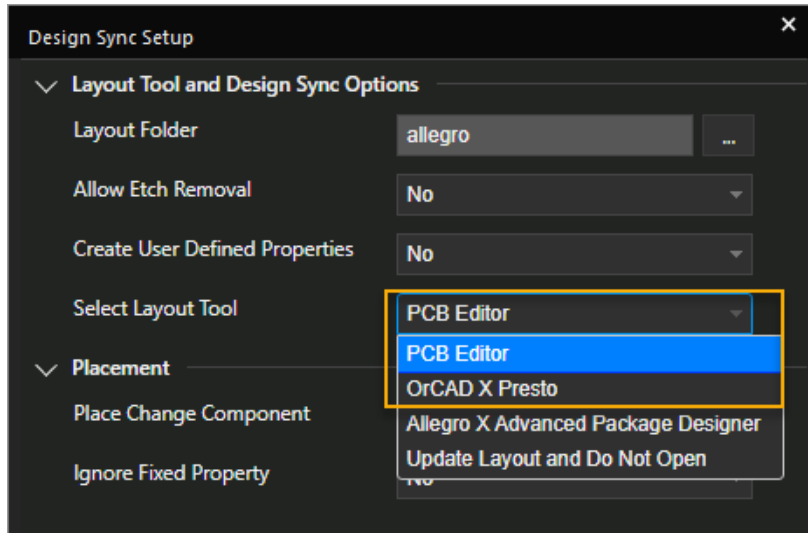 Design Sync Setup
Layout Tool and Design Sync Options
Layout Folder
allegro
...
Allow Etch Removal
No
Create User Defined Properties
No
Select Layout Tool
PCB Editor
PCB Editor
Placement
OrCAD X Presto
Place Change Component
Allegro X Advanced Package Designer
Update Layout and Do Not Open
Ignore Fixed Property
No